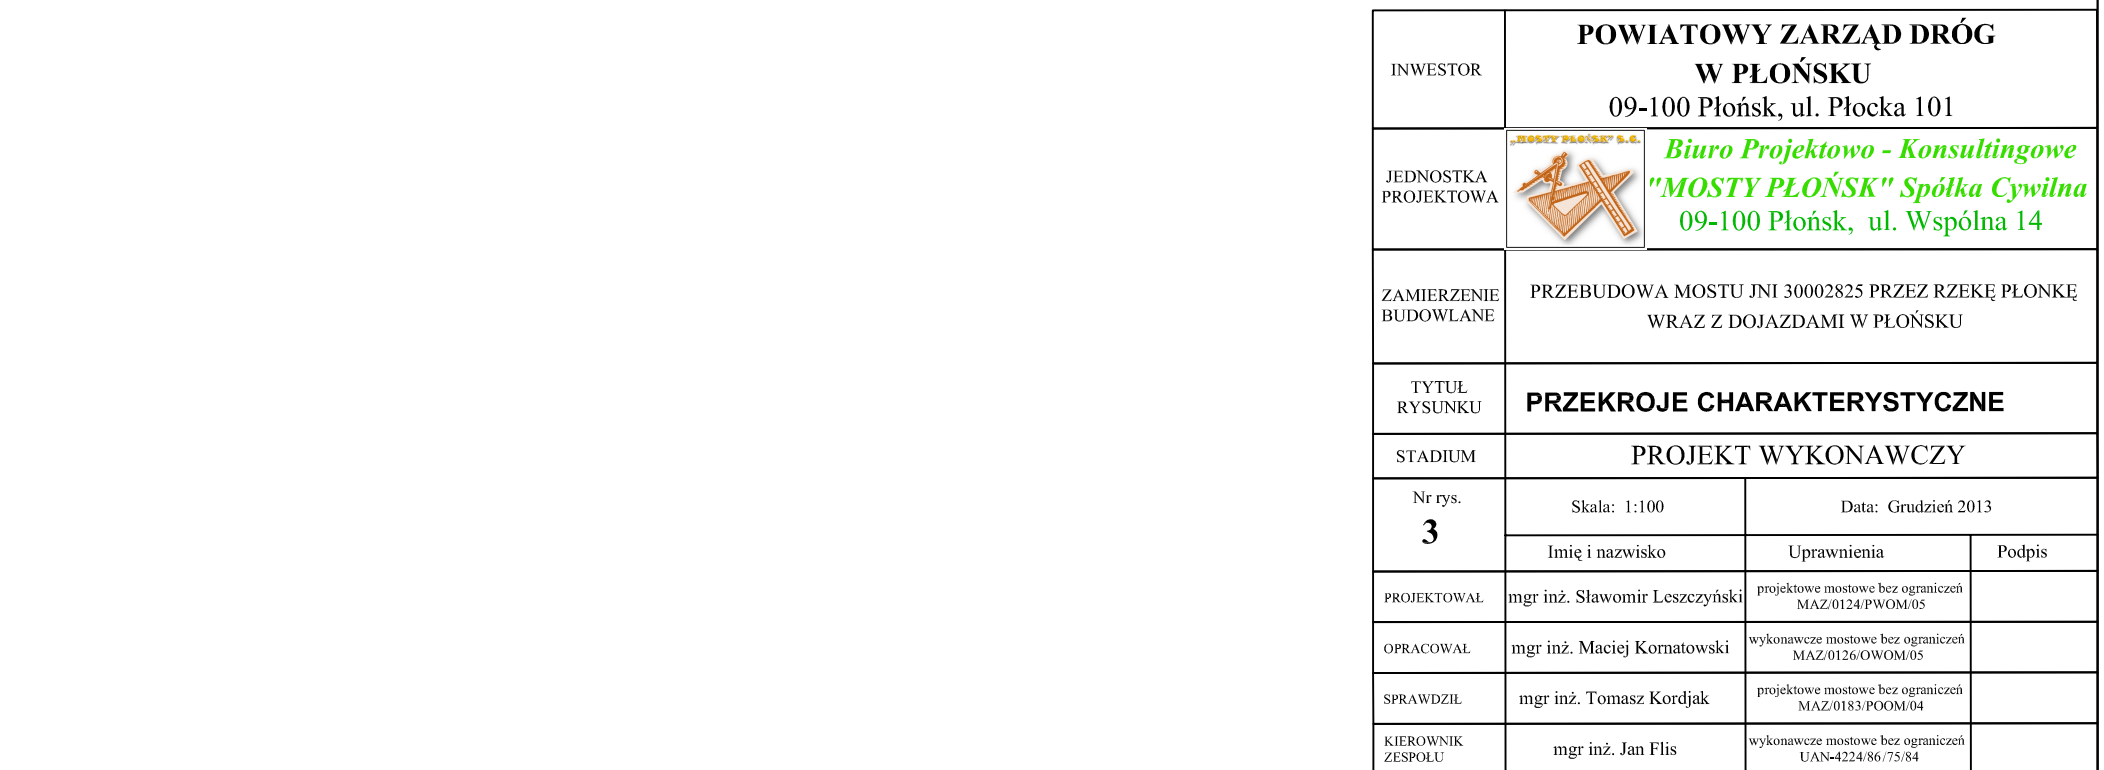 INWESTOR
POWIATOWY ZARZĄD DRÓG
W PŁOŃSKU
09-100 Płońsk, ul. Płocka 101
JEDNOSTKA
PROJEKTOWA
„MOSTY PŁOŃSK" S.C.
Biuro Projektowo - Konsultingowe
"MOSTY PŁOŃSK" Spółka Cywilna
09-100 Płońsk, ul. Wspólna 14
ZAMIERZENIE
BUDOWLANE
PRZEBUDOWA MOSTU JNI 30002825 PRZEZ RZEKĘ PŁONKĘ
WRAZ Z DOJAZDAMI W PŁOŃSKU
TYTUŁ
RYSUNKU
PRZEKROJE CHARAKTERYSTYCZNE
STADIUM
PROJEKT WYKONAWCZY
Nr rys.
3
Skala: 1:100
Data: Grudzień 2013
Imię i nazwisko
Uprawnienia
Podpis
PROJEKTOWAŁ
mgr inż. Sławomir Leszczyński
projektowe mostowe bez ograniczeń
MAZ/0124/PWOM/05
OPRACOWAŁ
mgr inż. Maciej Kornatowski
wykonawcze mostowe bez ograniczeń
MAZ/0126/OWOM/05
SPRAWDZIŁ
mgr inż. Tomasz Kordjak
projektowe mostowe bez ograniczeń
MAZ/0183/POOM/04
KIEROWNIK
ZESPOŁU
mgr inż. Jan Flis
wykonawcze mostowe bez ograniczeń
UAN-4224/86/75/84